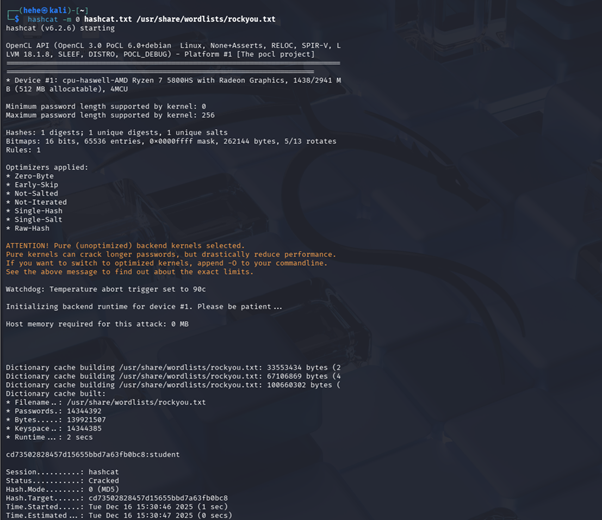 ┌──(hehe㉿kali)-[~]
└─$ hashcat -m 0 hashcat.txt /usr/share/wordlists/rockyou.txt
hashcat (v6.2.6) starting
OpenCL API (OpenCL 3.0 PoCL 6.0+debian  Linux, None+Asserts, RELOC, SPIR-V, L
LVM 18.1.8, SLEEF, DISTRO, POCL_DEBUG) - Platform #1 [The pocl project]
* Device #1: cpu-haswell-AMD Ryzen 7 5800HS with Radeon Graphics, 1438/2941 M
B (512 MB allocatable), 4MCU
Minimum password length supported by kernel: 0
Maximum password length supported by kernel: 256
Hashes: 1 digests; 1 unique digests, 1 unique salts
Bitmaps: 16 bits, 65536 entries, 0×0000ffff mask, 262144 bytes, 5/13 rotates
Rules: 1
Optimizers applied:
* Zero-Byte
* Early-Skip
* Not-Salted
* Not-Iterated
* Single-Hash
* Single-Salt
* Raw-Hash
ATTENTION! Pure (unoptimized) backend kernels selected.
Pure kernels can crack longer passwords, but drastically reduce performance.
If you want to switch to optimized kernels, append -O to your commandline.
See the above message to find out about the exact limits.
Watchdog: Temperature abort trigger set to 90c
Initializing backend runtime for device #1. Please be patient...
Host memory required for this attack: 0 MB
Dictionary cache building /usr/share/wordlists/rockyou.txt: 33553434 bytes (2
Dictionary cache building /usr/share/wordlists/rockyou.txt: 67106869 bytes (4
Dictionary cache building /usr/share/wordlists/rockyou.txt: 100660302 bytes (
Dictionary cache built:
* Filename..: /usr/share/wordlists/rockyou.txt
* Passwords.: 14344392
* Bytes.....: 139921507
* Keyspace..: 14344385
* Runtime...: 2 secs
cd73502828457d15655bbd7a63fb0bc8:student
Session..........: hashcat
Status...........: Cracked
Hash.Mode........: 0 (MD5)
Hash.Target......: cd73502828457d15655bbd7a63fb0bc8
Time.Started.....: Tue Dec 16 15:30:46 2025 (1 sec)
Time.Estimated...: Tue Dec 16 15:30:47 2025 (0 secs)